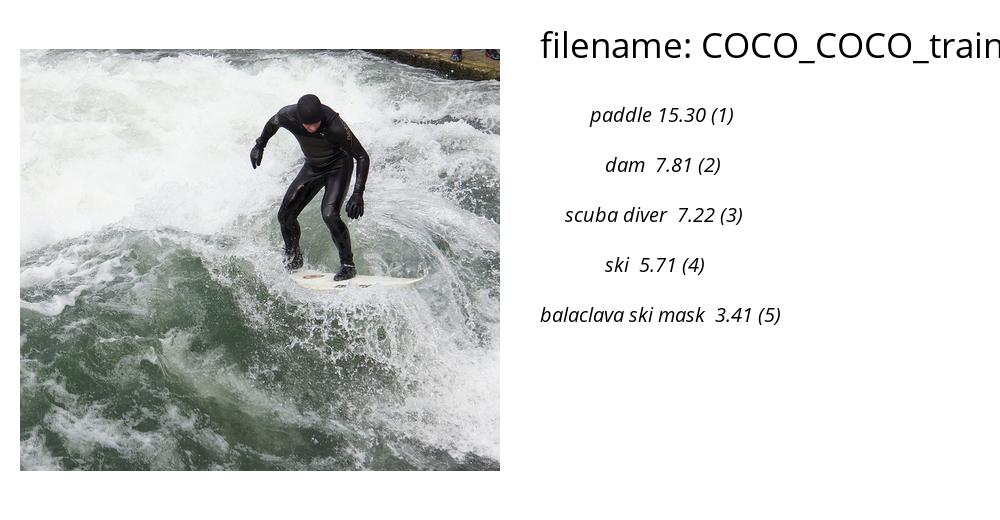 filename: COCO_COCO_train
paddle 15.30 (1)
dam 7.81 (2)
scuba diver 7.22 (3)
ski 5.71 (4)
balaclava ski mask 3.41 (5)